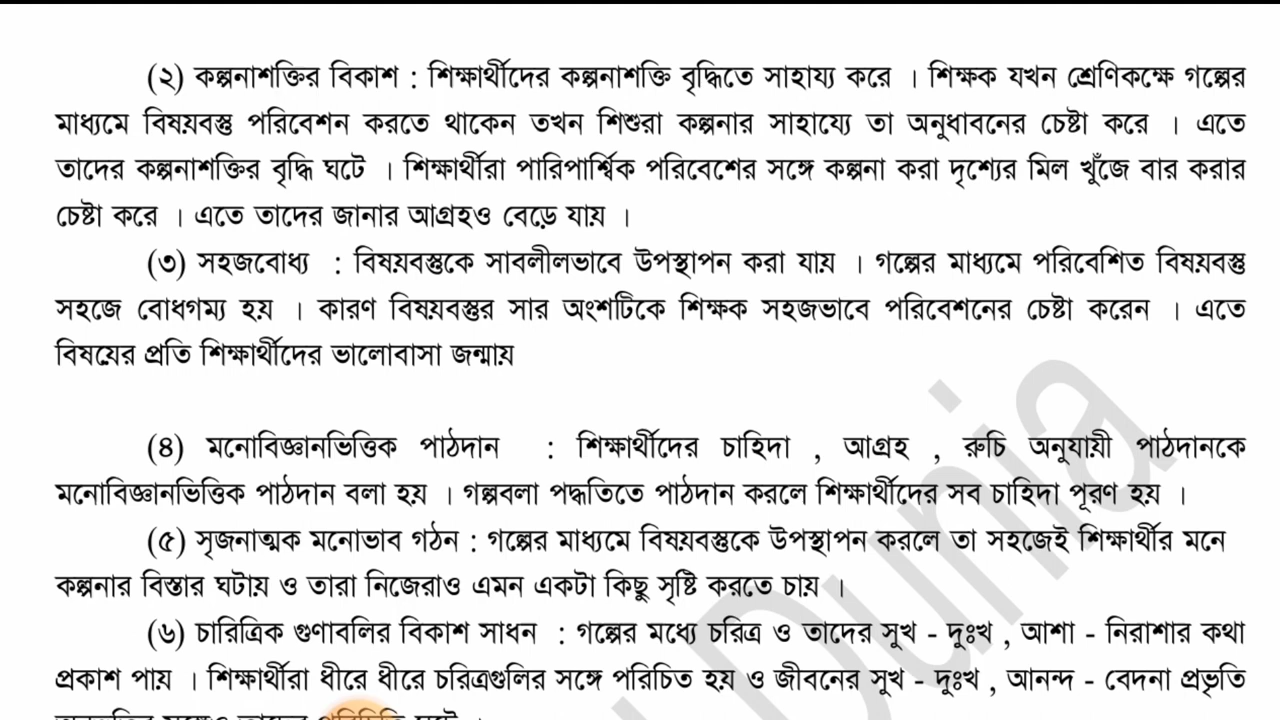 (২) কল্পনাশক্তির বিকাশ : শিক্ষার্থীদের কল্পনাশক্তি বৃদ্ধিতে সাহায্য করে । শিক্ষক যখন শ্রেণিকক্ষে গল্পের
মাধ্যমে বিষয়বস্তু পরিবেশন করতে থাকেন তখন শিশুরা কল্পনার সাহায্যে তা অনুধাবনের চেষ্টা করে । এতে
তাদের কল্পনাশক্তির বৃদ্ধি ঘটে । শিক্ষার্থীরা পারিপার্শ্বিক পরিবেশের সঙ্গে কল্পনা করা দৃশ্যের মিল খুঁজে বার করার
চেষ্টা করে । এতে তাদের জানার আগ্রহও বেড়ে যায় ।
(৩) সহজবোধ্য : বিষয়বস্তুকে সাবলীলভাবে উপস্থাপন করা যায় । গল্পের মাধ্যমে পরিবেশিত বিষয়বস্তু
সহজে বোধগম্য হয় । কারণ বিষয়বস্তুর সার অংশটিকে শিক্ষক সহজভাবে পরিবেশনের চেষ্টা করেন । এতে
বিষয়ের প্রতি শিক্ষার্থীদের ভালোবাসা জন্মায়
(৪) মনোবিজ্ঞানভিত্তিক পাঠদান : শিক্ষার্থীদের চাহিদা , আগ্রহ , রুচি অনুযায়ী পাঠদানকে
মনোবিজ্ঞানভিত্তিক পাঠদান বলা হয় । গল্পবলা পদ্ধতিতে পাঠদান করলে শিক্ষার্থীদের সব চাহিদা পূরণ হয় ।
(৫) সৃজনাত্মক মনোভাব গঠন : গল্পের মাধ্যমে বিষয়বস্তুকে উপস্থাপন করলে তা সহজেই শিক্ষার্থীর মনে
কল্পনার বিস্তার ঘটায় ও তারা নিজেরাও এমন একটা কিছু সৃষ্টি করতে চায় ।
(৬) চারিত্রিক গুণাবলির বিকাশ সাধন : গল্পের মধ্যে চরিত্র ও তাদের সুখ - দুঃখ , আশা - নিরাশার কথা
প্রকাশ পায় । শিক্ষার্থীরা ধীরে ধীরে চরিত্রগুলির সঙ্গে পরিচিত হয় ও জীবনের সুখ - দুঃখ , আনন্দ - বেদনা প্রভৃতি
Dunia